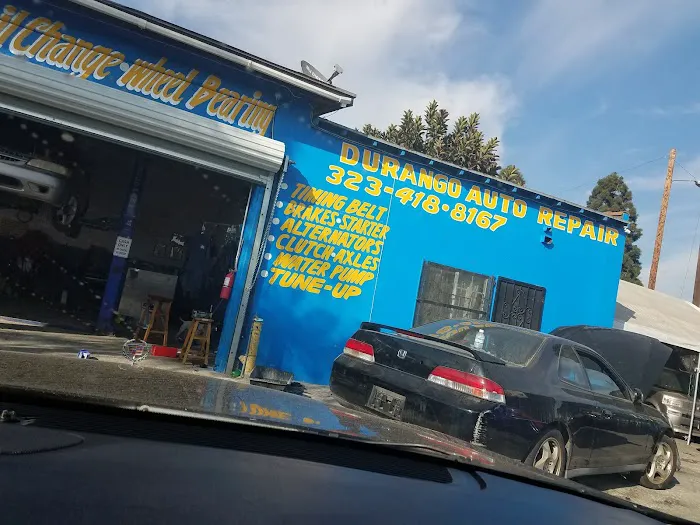 il Change • Wheel Bearing
DURANGO AUTO REPAIR
323-418•8167
TIMING BELT
BRAKES•STARTER
ALTERNATORS
CLUTCH•AXLES
WATER PUMP
TUNE-UP